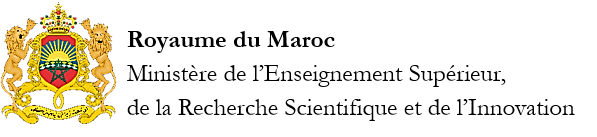 Royaume du Maroc
Ministère de l’Enseignement Supérieur,
de la Recherche Scientifique et de l’Innovation